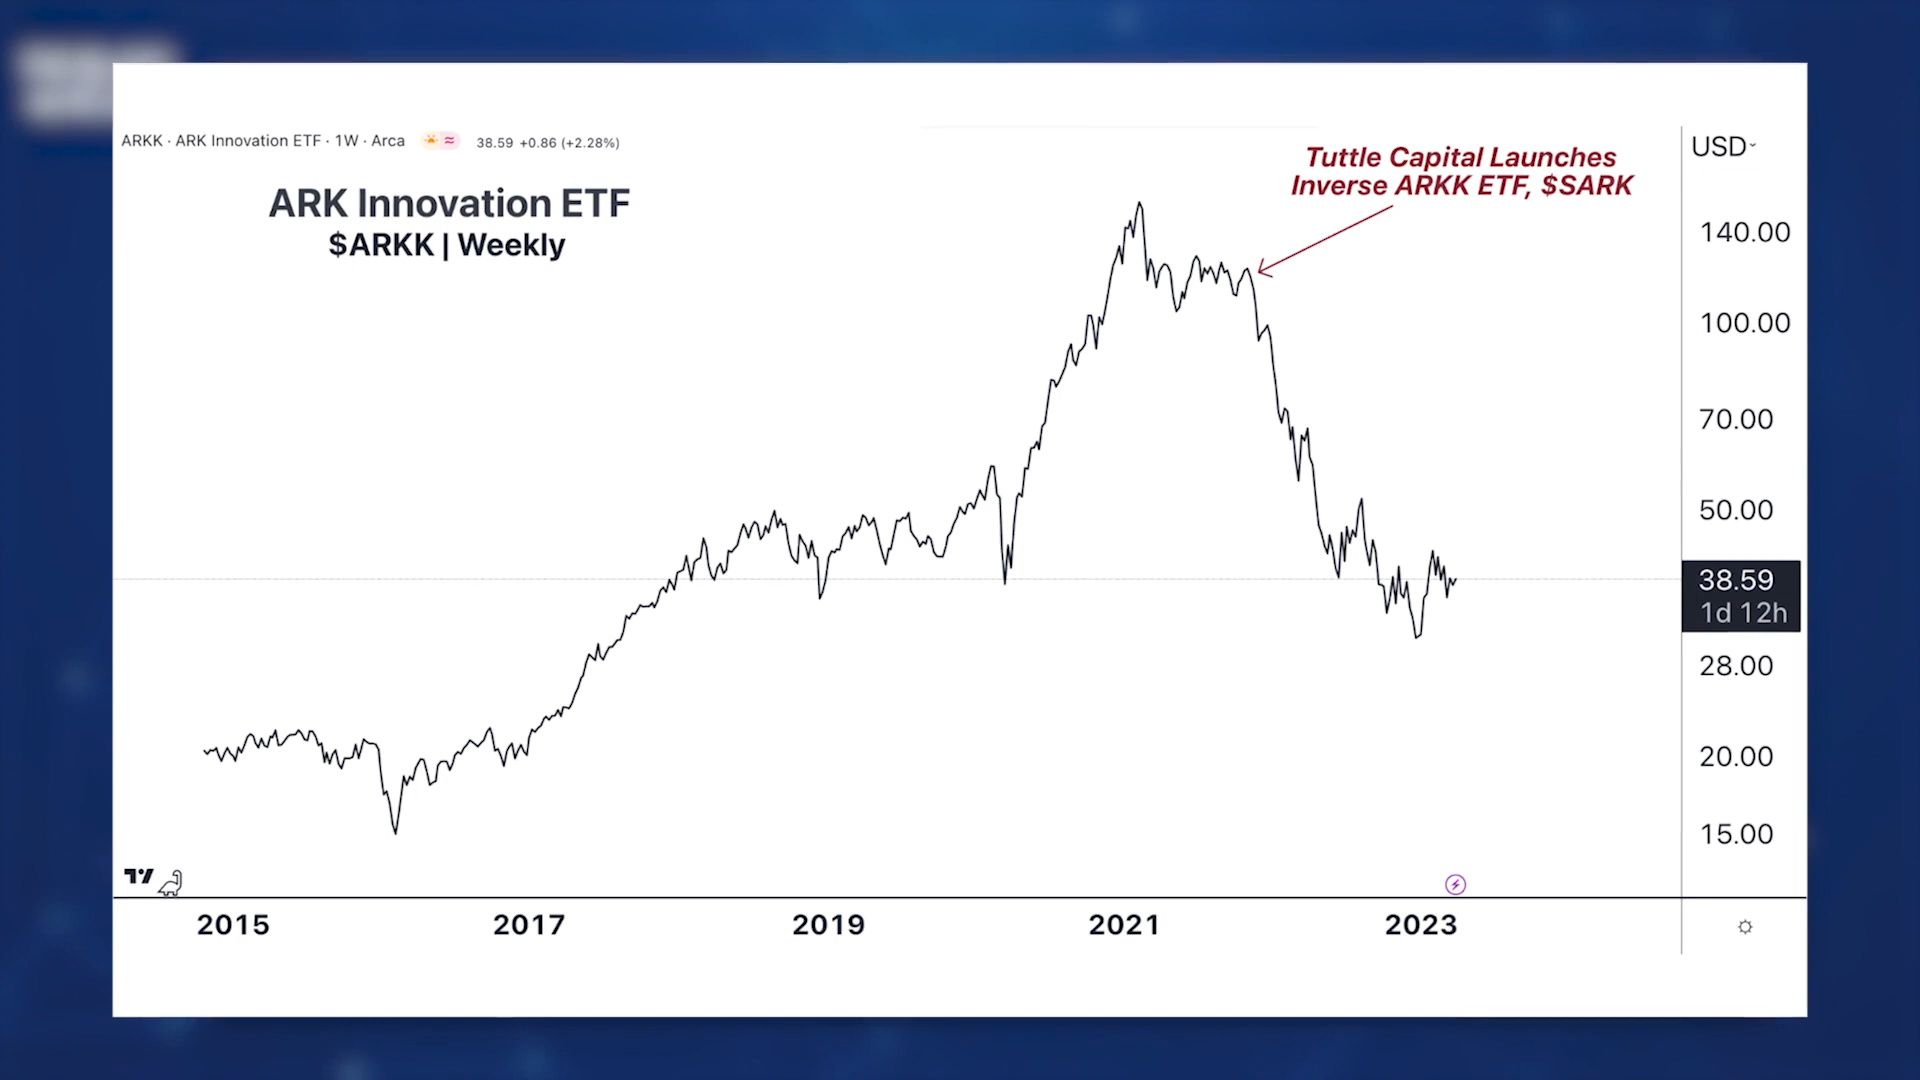 ARKK · ARK Innovation ETF · 1W · Arca 38.59 +0.86 (+2.28%)
ARK Innovation ETF
$ARKK | Weekly
Tuttle Capital Launches
Inverse ARKK ETF, $SARK
USD
140.00
100.00
70.00
50.00
38.59
1d 12h
28.00
20.00
15.00
2015 2017 2019 2021 2023